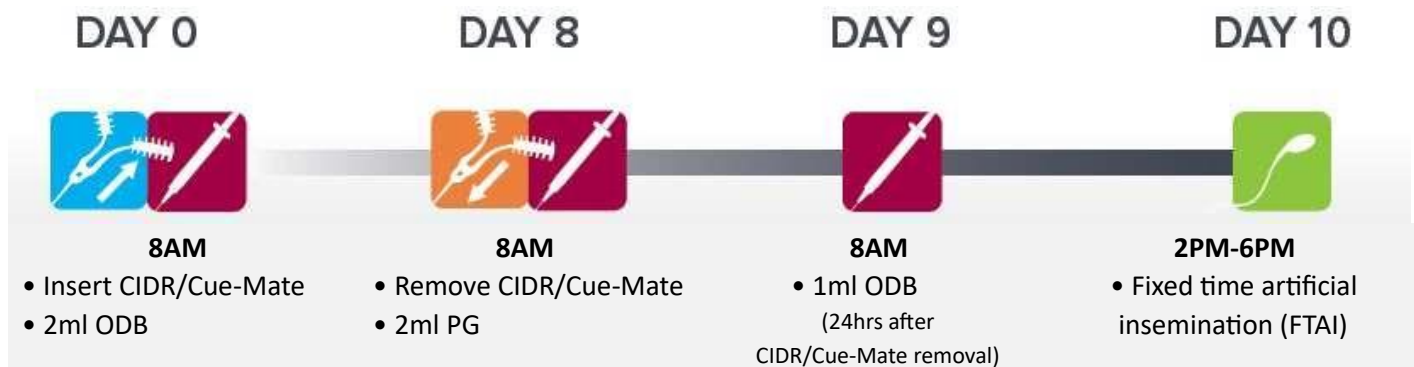 DAY 0
DAY 8
DAY 9
DAY 10
8AM
• Insert CIDR/Cue-Mate
• 2ml ODB
8AM
• Remove CIDR/Cue-Mate
• 2ml PG
8AM
• 1ml ODB
(24hrs after
CIDR/Cue-Mate removal)
2PM-6PM
• Fixed time artificial
insemination (FTAI)